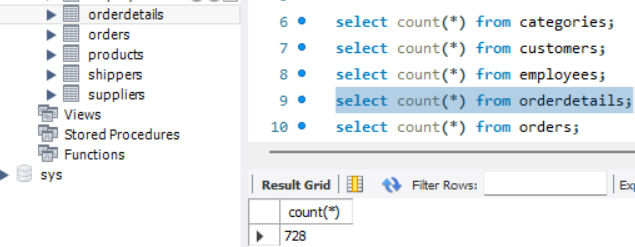 orderdetails
orders
products
shippers
suppliers
Views
Stored Procedures
Functions
sys
6 select count(*) from categories;
7 select count(*) from customers;
8 select count(*) from employees;
9 select count(*) from orderdetails;
10 select count(*) from orders;
Result Grid Filter Rows:
count(*)
728